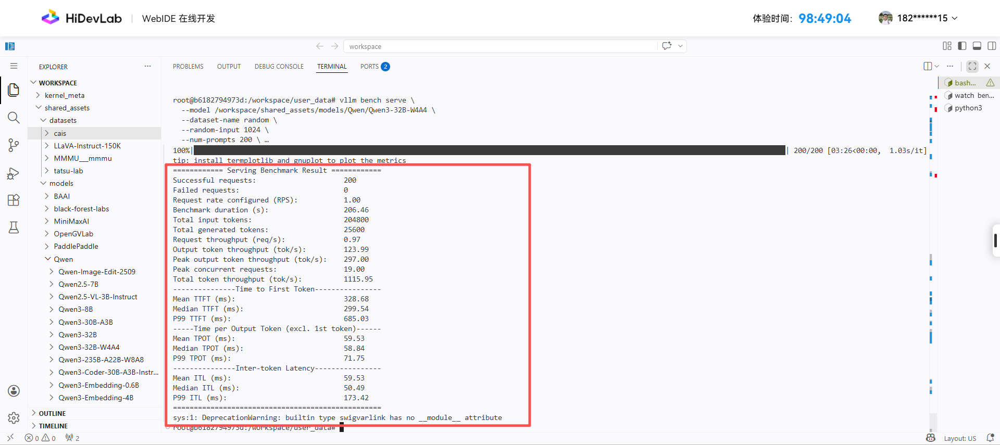 HiDevLab | WebIDE 在线开发
体验时间: 98:49:04
182******15
workspace
EXPLORER
WORKSPACE
kernel_meta
shared_assets
datasets
cais
LLaVA-Instruct-150K
MMMU___mmmu
tatsu-lab
models
BAAI
black-forest-labs
MiniMaxAI
OpenGVLab
PaddlePaddle
Qwen
Qwen-Image-Edit-2509
Qwen2.5-7B
Qwen2.5-VL-3B-Instruct
Qwen3-8B
Qwen3-30B-A3B
Qwen3-32B
Qwen3-32B-W4A4
Qwen3-235B-A22B-W8A8
Qwen3-Coder-30B-A3B-Instr...
Qwen3-Embedding-0.6B
Qwen3-Embedding-4B
OUTLINE
TIMELINE
PROBLEMS OUTPUT DEBUG CONSOLE TERMINAL PORTS 2
root@b6182794973d:/workspace/user_data# vllm bench serve \
--model /workspace/shared_assets/models/Qwen/Qwen3-32B-W4A4 \
--dataset-name random \
--random-input 1024 \
--num-prompts 200 \ …
100%| | 200/200 [03:26<00:00, 1.03s/it]
tip: install termplotlib and gnuplot to plot the metrics
============ Serving Benchmark Result ============
Successful requests: 200
Failed requests: 0
Request rate configured (RPS): 1.00
Benchmark duration (s): 206.46
Total input tokens: 204800
Total generated tokens: 25600
Request throughput (req/s): 0.97
Output token throughput (tok/s): 123.99
Peak output token throughput (tok/s): 297.00
Peak concurrent requests: 19.00
Total token throughput (tok/s): 1115.95
---------------Time to First Token----------------
Mean TTFT (ms): 328.68
Median TTFT (ms): 299.54
P99 TTFT (ms): 685.03
-----Time per Output Token (excl. 1st token)------
Mean TPOT (ms): 59.53
Median TPOT (ms): 58.84
P99 TPOT (ms): 71.75
---------------Inter-token Latency----------------
Mean ITL (ms): 59.53
Median ITL (ms): 50.49
P99 ITL (ms): 173.42
==================================================
sys:1: DeprecationWarning: builtin type swigvarlink has no __module__ attribute
root@b6182794973d:/workspace/user_data#
bash...
watch ben...
python3
0 0 2
Layout: US